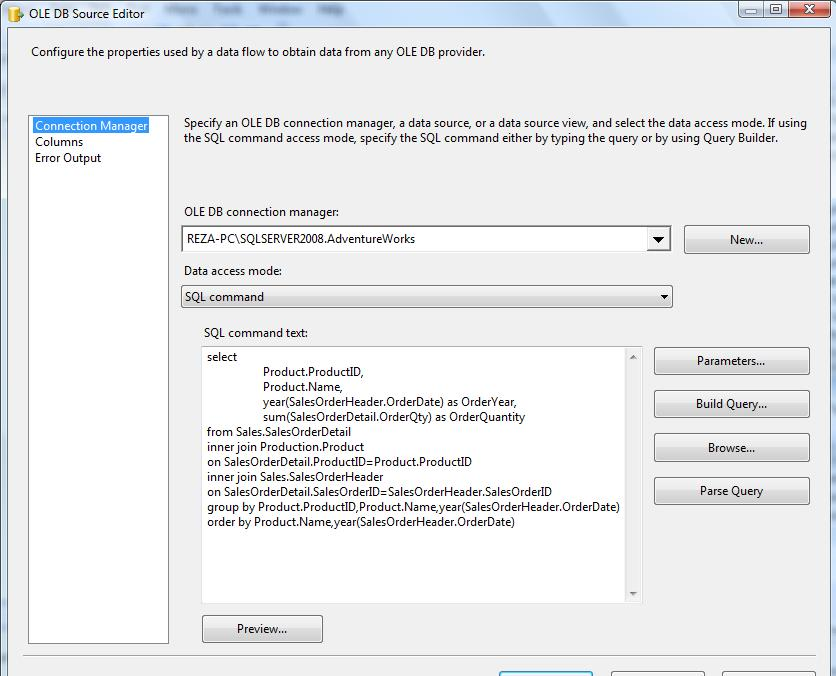 OLE DB Source Editor
Configure the properties used by a data flow to obtain data from any OLE DB provider.
Connection Manager
Columns
Error Output
Specify an OLE DB connection manager, a data source, or a data source view, and select the data access mode. If using
the SQL command access mode, specify the SQL command either by typing the query or by using Query Builder.
OLE DB connection manager:
REZA-PC\SQLSERVER2008.AdventureWorks
New...
Data access mode:
SQL command
SQL command text:
select
Product.ProductID,
Product.Name,
year(SalesOrderHeader.OrderDate) as OrderYear,
sum(SalesOrderDetail.OrderQty) as OrderQuantity
from Sales.SalesOrderDetail
inner join Production.Product
on SalesOrderDetail.ProductID=Product.ProductID
inner join Sales.SalesOrderHeader
on SalesOrderDetail.SalesOrderID=SalesOrderHeader.SalesOrderID
group by Product.ProductID,Product.Name,year(SalesOrderHeader.OrderDate)
order by Product.Name,year(SalesOrderHeader.OrderDate)
Parameters...
Build Query...
Browse...
Parse Query
Preview...